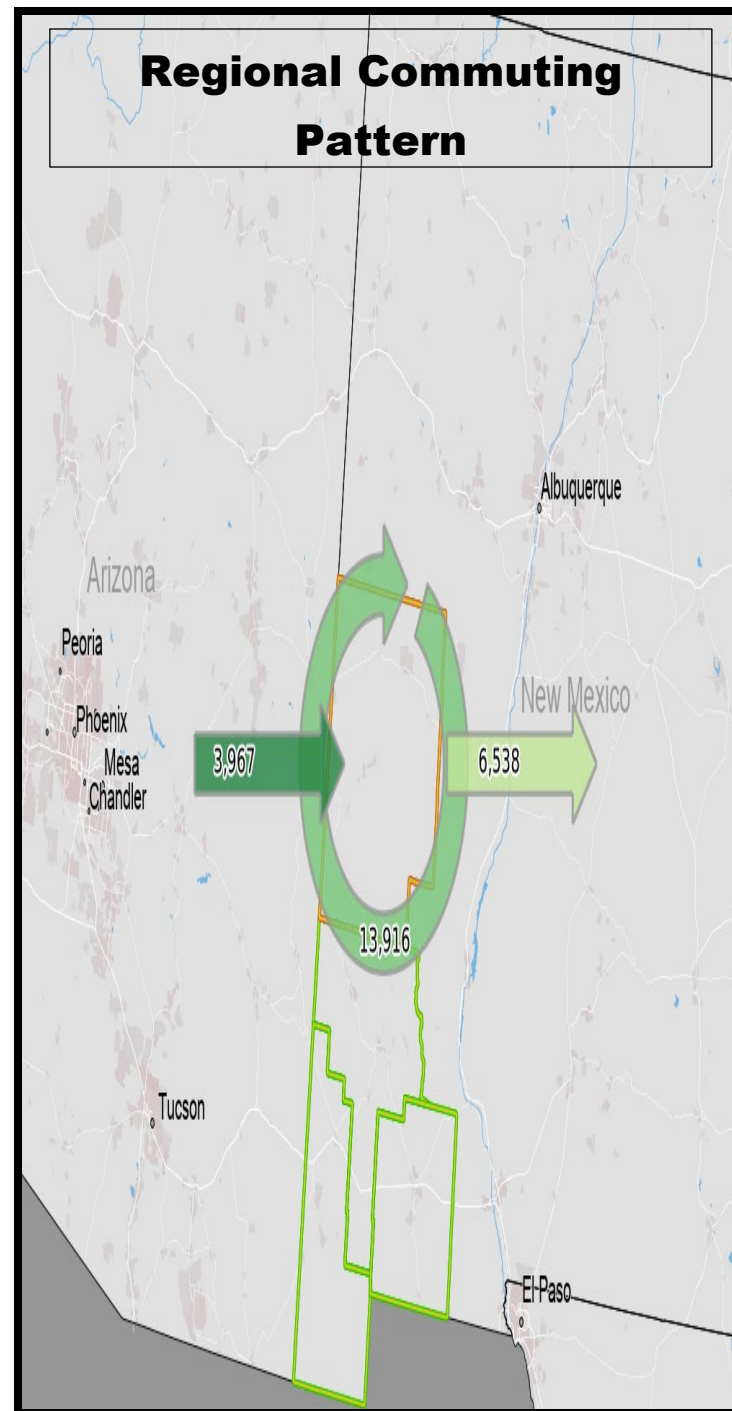 Regional Commuting
Pattern
Albuquerque
Arizona
Peoria
New Mexico
Phoenix
3,967
6,538
Mesa
Chandler
13,916
Tucson
El Paso